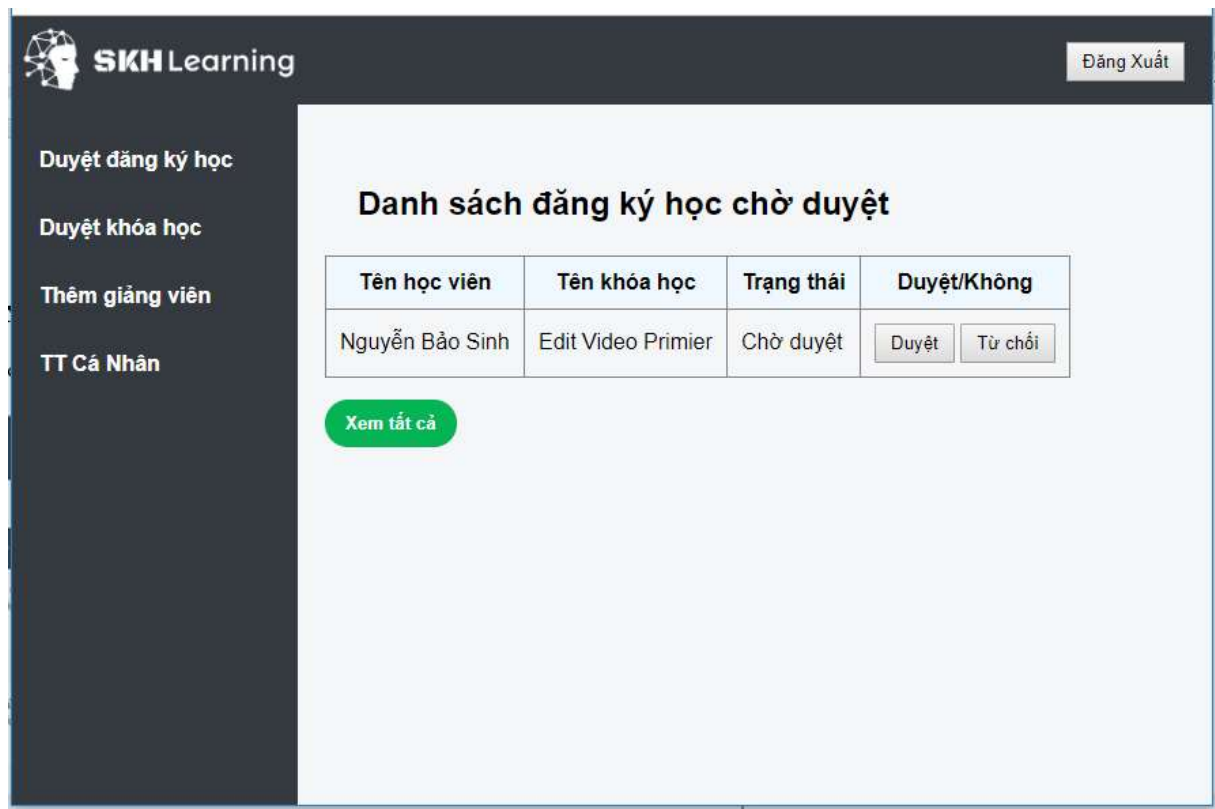 SKH Learning
Đăng Xuất
Duyệt đăng ký học
Duyệt khóa học
Thêm giảng viên
TT Cá Nhân
Danh sách đăng ký học chờ duyệt
Tên học viên Tên khóa học Trạng thái Duyệt/Không
Nguyễn Bảo Sinh Edit Video Primier Chờ duyệt Duyệt Từ chối
Xem tất cả